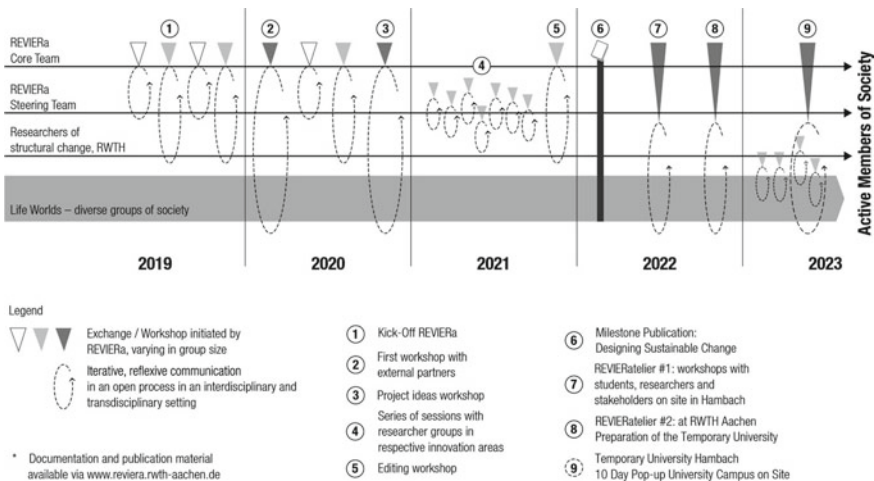 1
2
3
5
6
7
8
9
REVIERa
Core Team
4
REVIERa
Steering Team
Researchers of
structural change, RWTH
Life Worlds – diverse groups of society
Active Members of Society
2019
2020
2021
2022
2023
Legend
Exchange / Workshop initiated by
REVIERa, varying in group size
Iterative, reflexive communication
in an open process in an interdisciplinary and
transdisciplinary setting
* Documentation and publication material
available via www.reviera.rwth-aachen.de
1 Kick-Off REVIERa
2 First workshop with
external partners
3 Project ideas workshop
4 Series of sessions with
researcher groups in
respective innovation areas
5 Editing workshop
6 Milestone Publication:
Designing Sustainable Change
7 REVIERatelier #1: workshops with
students, researchers and
stakeholders on site in Hambach
8 REVIERatelier #2: at RWTH Aachen
Preparation of the Temporary University
9 Temporary University Hambach
10 Day Pop-up University Campus on Site